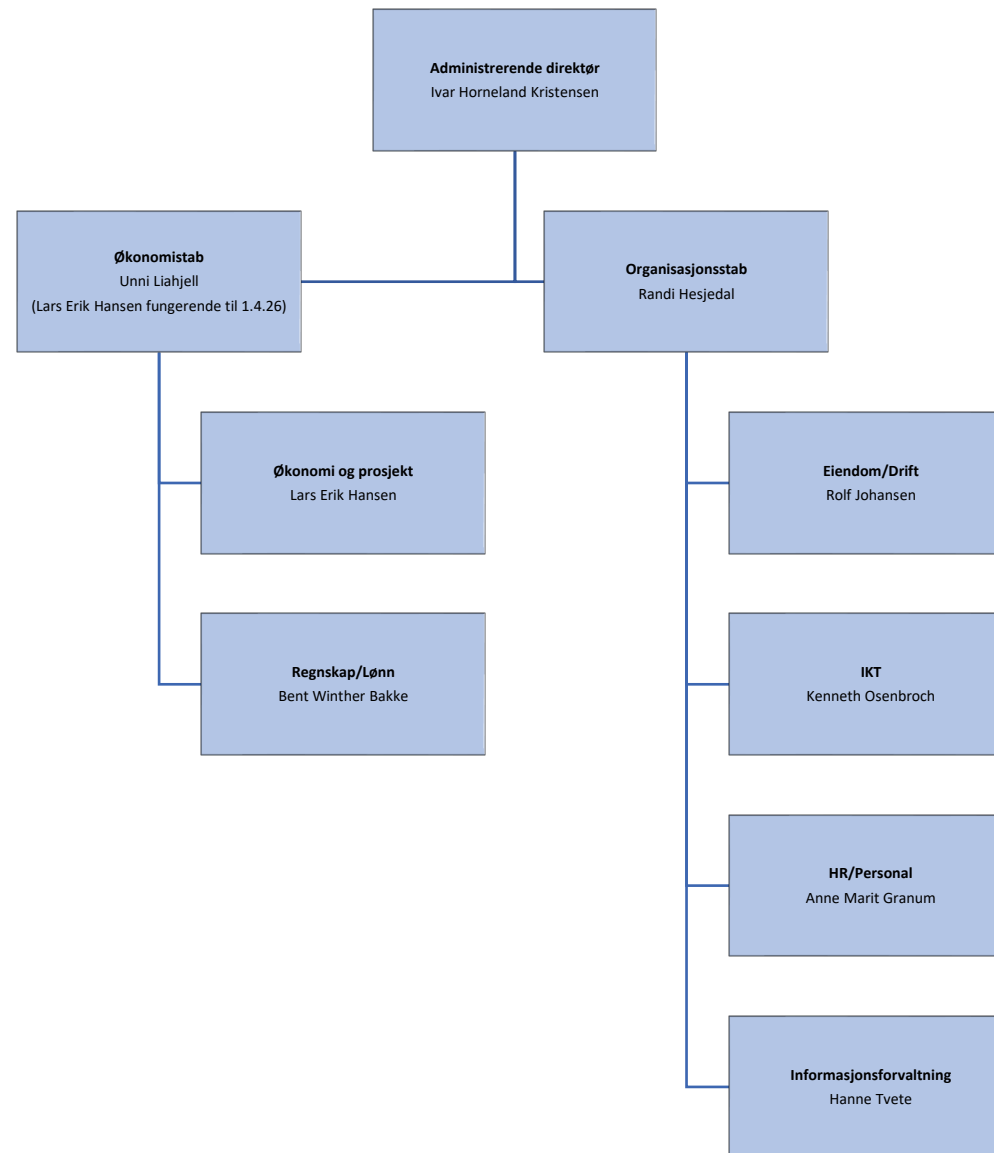 Administrerende direktør
Ivar Horneland Kristensen
Økonomistab
Unni Liahjell
(Lars Erik Hansen fungerende til 1.4.26)
Organisasjonsstab
Randi Hesjedal
Økonomi og prosjekt
Lars Erik Hansen
Eiendom/Drift
Rolf Johansen
Regnskap/Lønn
Bent Winther Bakke
IKT
Kenneth Osenbroch
HR/Personal
Anne Marit Granum
Informasjonsforvaltning
Hanne Tvete